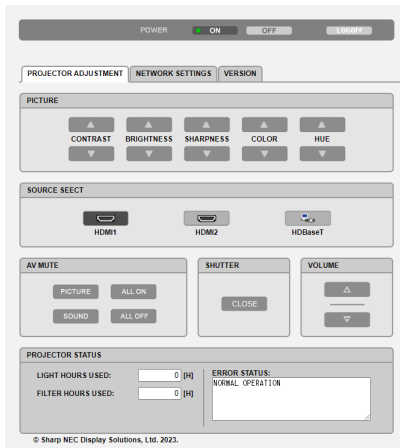 POWER ON OFF LOGOFF
PROJECTOR ADJUSTMENT NETWORK SETTINGS VERSION
PICTURE
CONTRAST BRIGHTNESS SHARPNESS COLOR HUE
SOURCE SEECT
HDMI1 HDMI2 HDBaseT
AV MUTE SHUTTER VOLUME
PICTURE ALL ON
CLOSE
SOUND ALL OFF
PROJECTOR STATUS
LIGHT HOURS USED: 0 [H] ERROR STATUS:
NORMAL OPERATION
FILTER HOURS USED: 0 [H]
© Sharp NEC Display Solutions, Ltd. 2023.